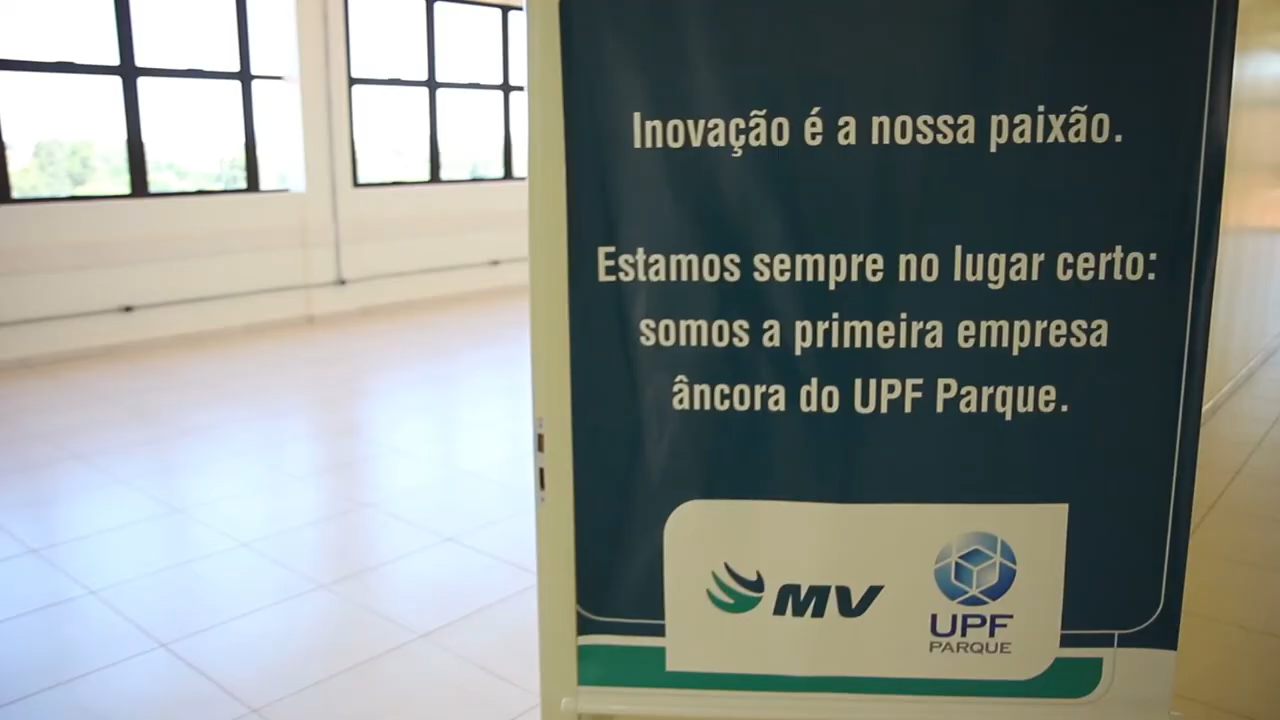 Inovação é a nossa paixão.
Estamos sempre no lugar certo:
somos a primeira empresa
âncora do UPF Parque.
MV
UPF
PARQUE